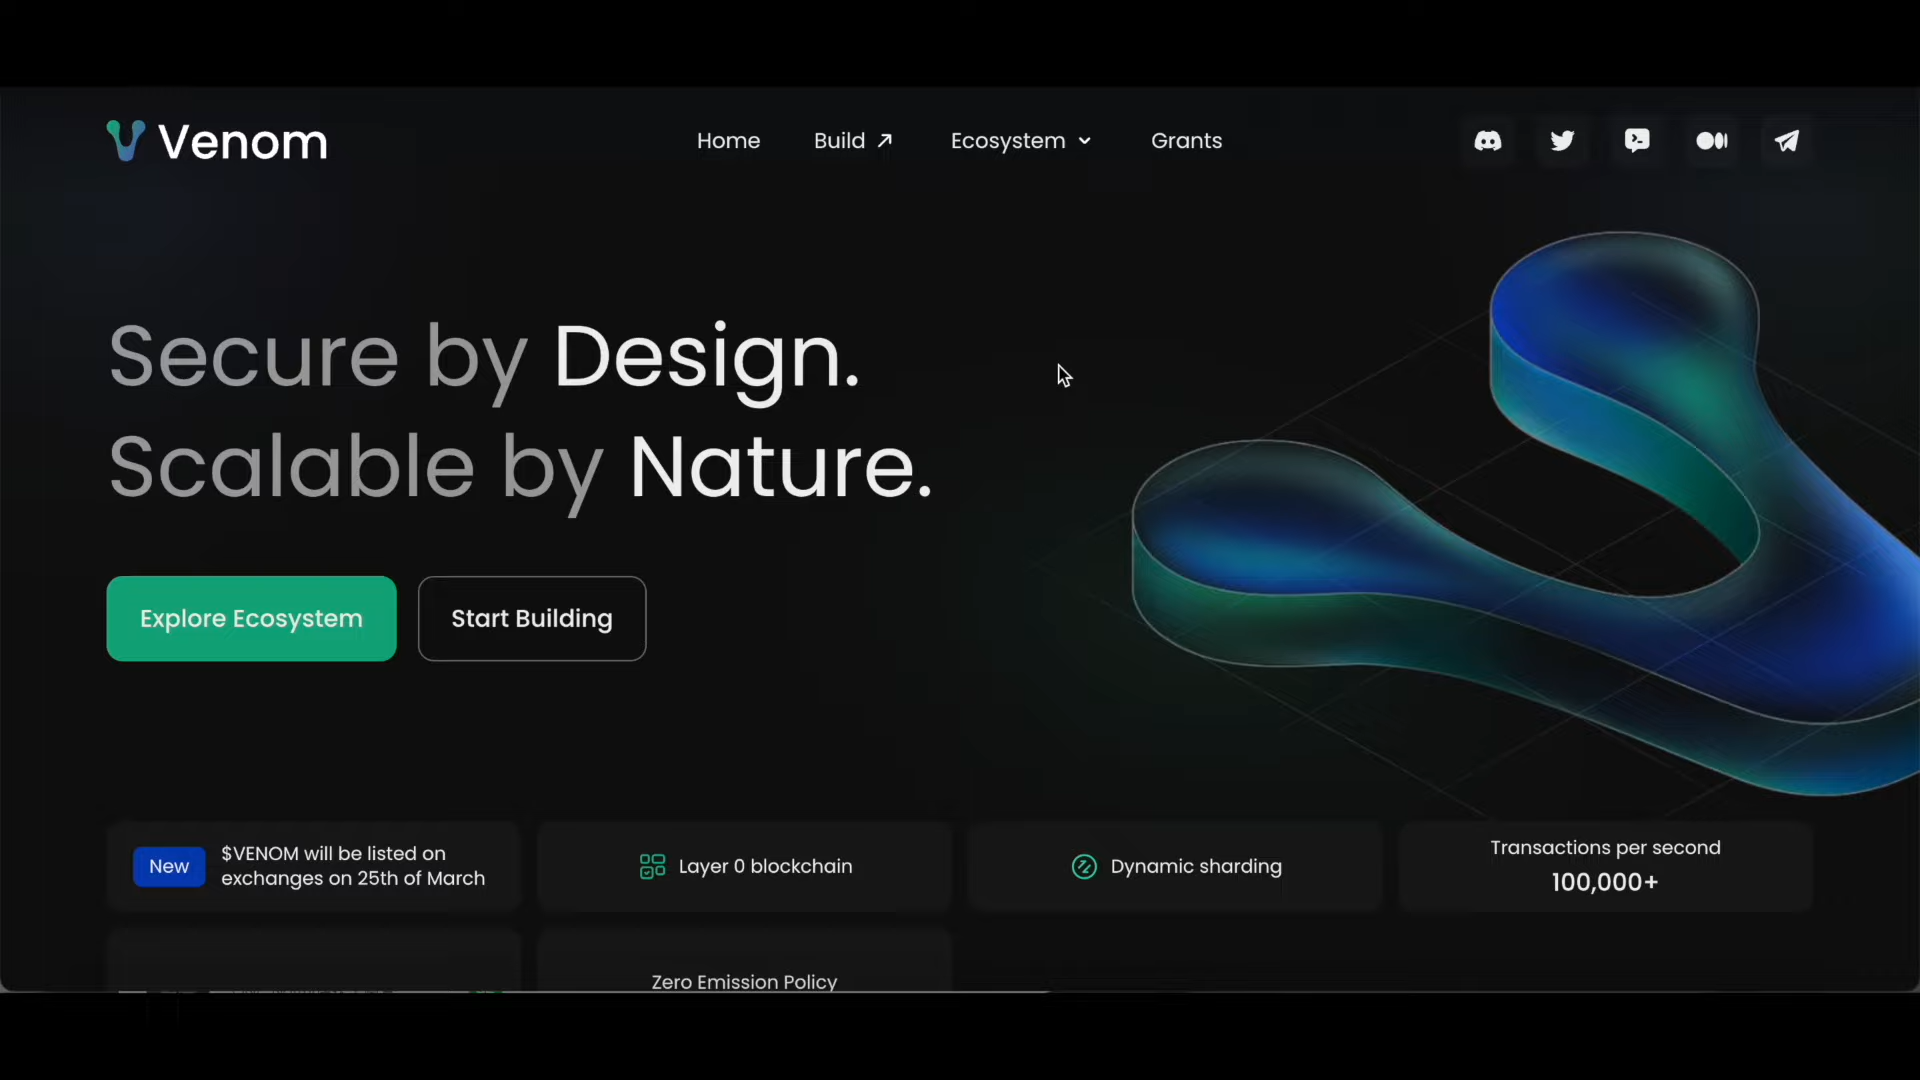 Venom
Home
Build
Ecosystem
Grants
Secure by Design.
Scalable by Nature.
Explore Ecosystem
Start Building
New
$VENOM will be listed on
exchanges on 25th of March
Layer 0 blockchain
Dynamic sharding
Transactions per second
100,000+
Zero Emission Policy